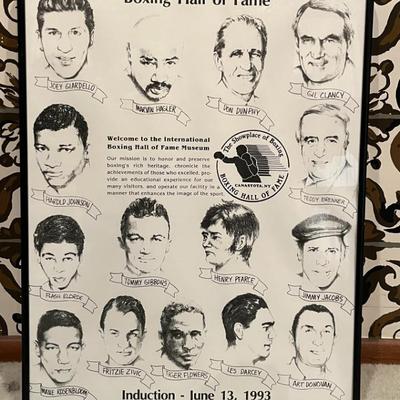 Boxing Hall of Fame
JOEY GIARDELLO
MARVIN HAGLER
DON DUNPHY
GIL CLANCY
Welcome to the International
Boxing Hall of Fame Museum
Our mission is to honor and preserve
boxing's rich heritage, chronicle the
achievements of those who excelled, pro-
vide an educational experience for our
many visitors, and operate our facility in
a manner that enhances the image of the sport.
The Showplace of Boxing
CANASTOTA, NY
BOXING HALL OF FAME
HAROLD JOHNSON
TEDDY BRENNER
FLASH ELORDE
TOMMY GIBBONS
HENRY PEARCE
JIMMY JACOBS
MAXIE ROSENBLOOM
FRITZIE ZIVIC
TIGER FLOWERS
LES DARCEY
ART DONOVAN
Induction - June 13, 1993